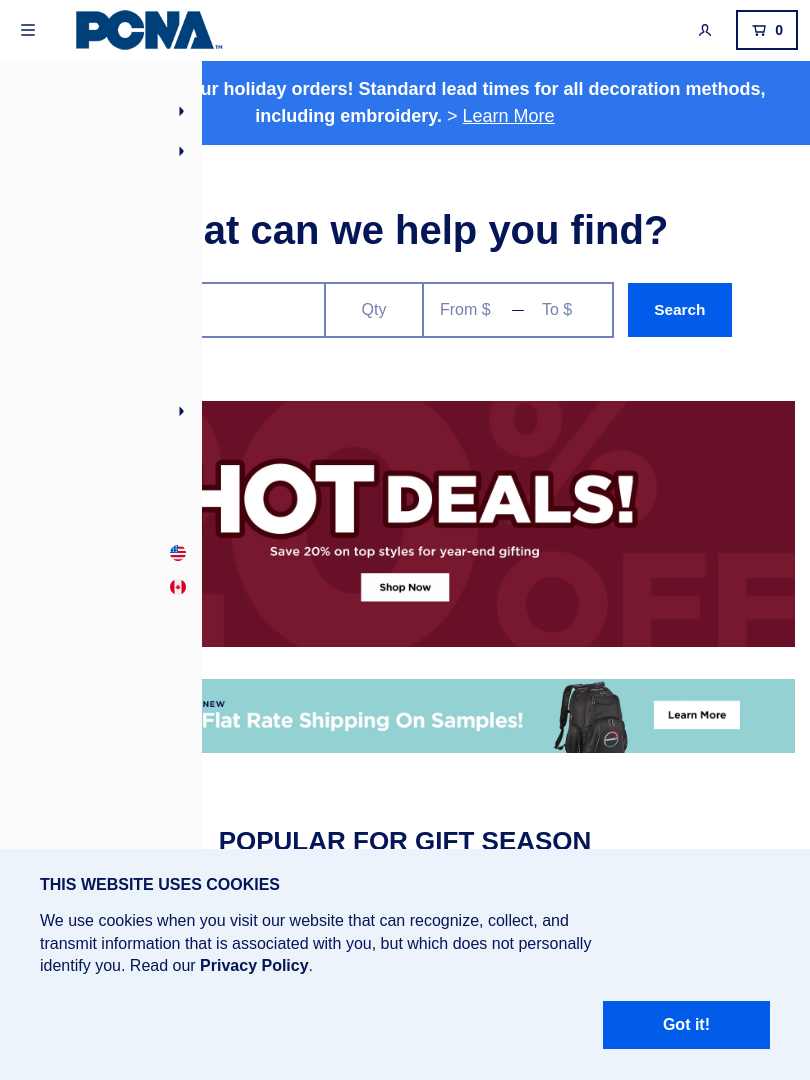 PCNA™
0
ur holiday orders! Standard lead times for all decoration methods,
including embroidery. > Learn More
at can we help you find?
Qty
From $ — To $
Search
HOT DEALS!
Save 20% on top styles for year-end gifting
Shop Now
% OFF
NEW
Flat Rate Shipping On Samples!
Learn More
POPULAR FOR GIFT SEASON
THIS WEBSITE USES COOKIES
We use cookies when you visit our website that can recognize, collect, and
transmit information that is associated with you, but which does not personally
identify you. Read our Privacy Policy.
Got it!